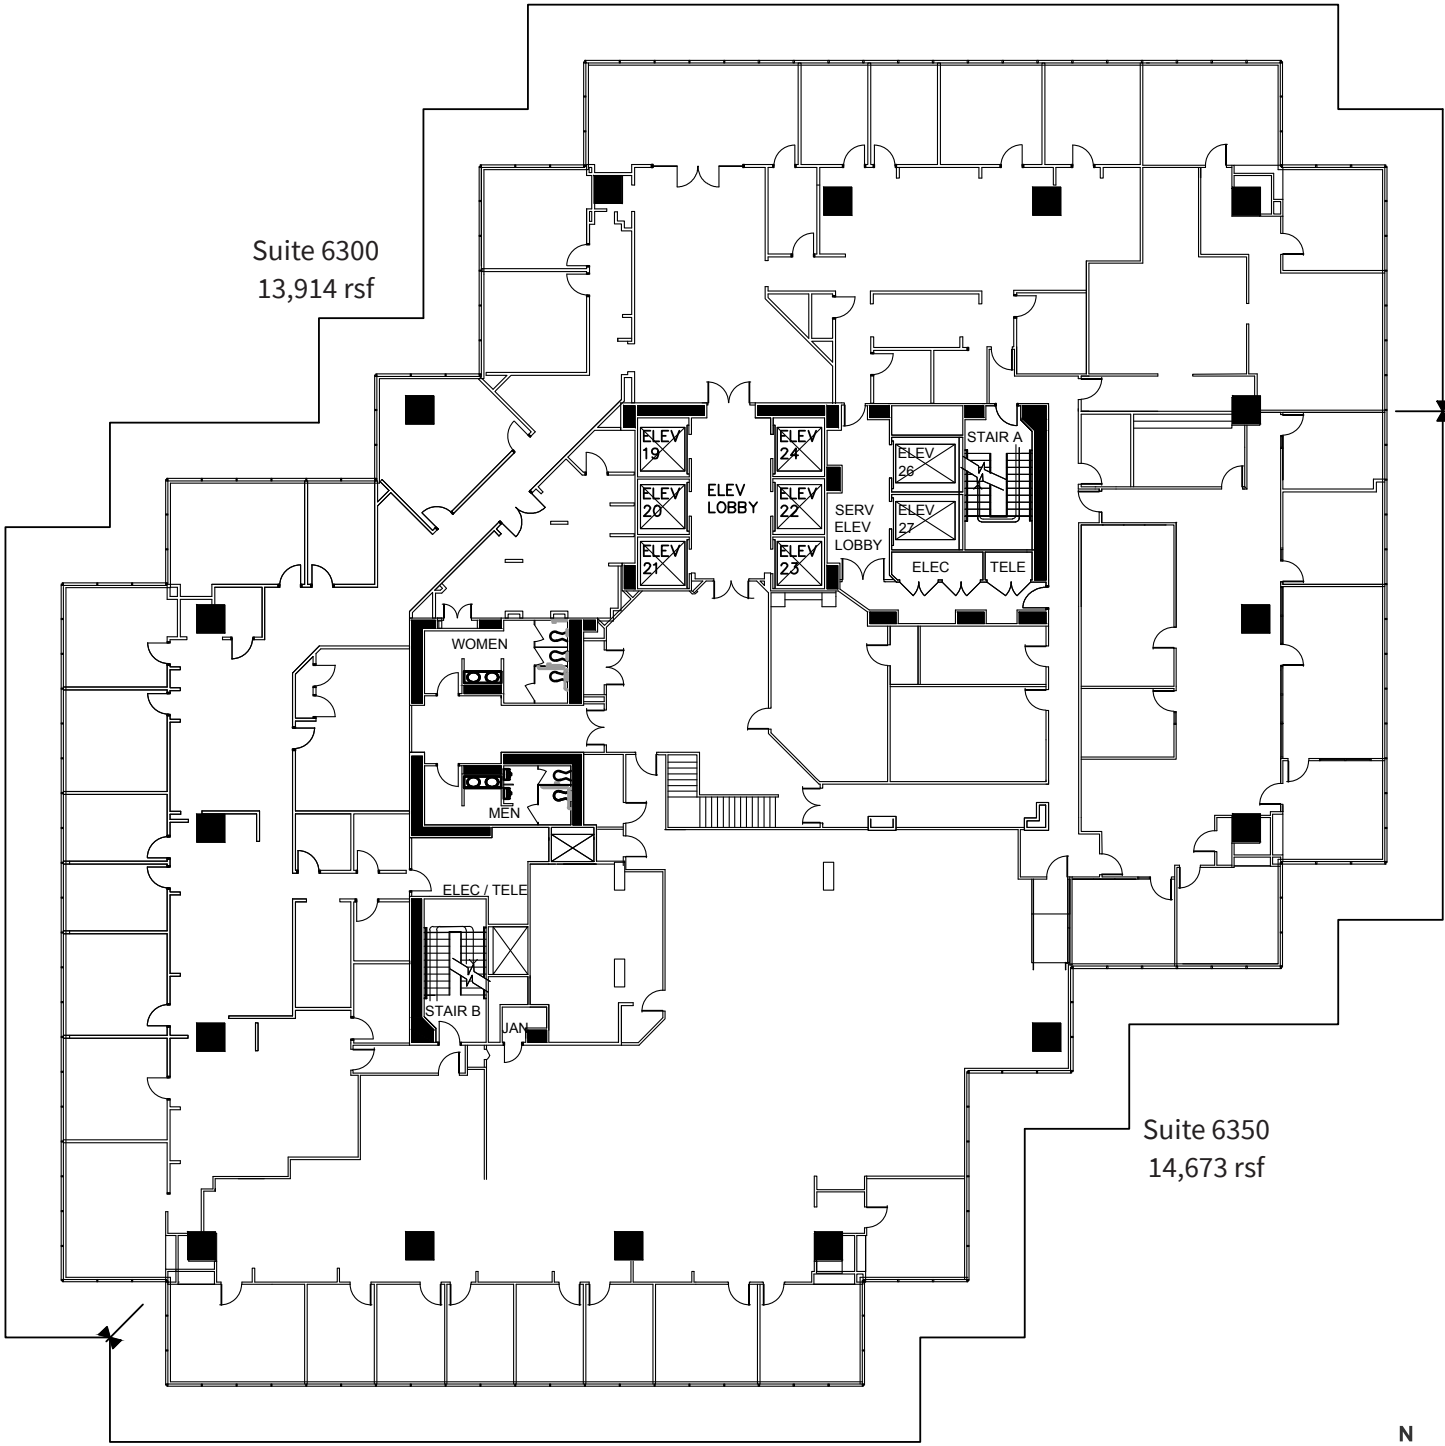 Suite 6300
13,914 rsf
ELEV
19
ELEV
24
STAIR A
ELEV
26
ELEV
20
ELEV
LOBBY
ELEV
22
SERV
ELEV
LOBBY
ELEV
27
ELEV
21
ELEV
23
ELEC
TELE
WOMEN
MEN
ELEC / TELE
STAIR B
JAN
Suite 6350
14,673 rsf
N